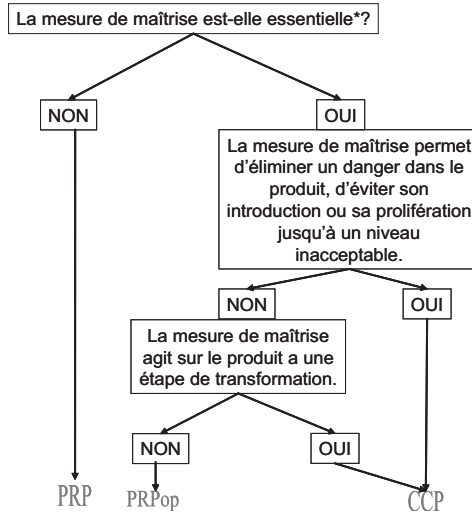 La mesure de maîtrise est-elle essentielle*?
NON
OUI
La mesure de maîtrise permet
d'éliminer un danger dans le
produit, d'éviter son
introduction ou sa prolifération
jusqu'à un niveau
inacceptable.
NON
OUI
La mesure de maîtrise
agit sur le produit a une
étape de transformation.
NON
OUI
PRP
PRPop
CCP